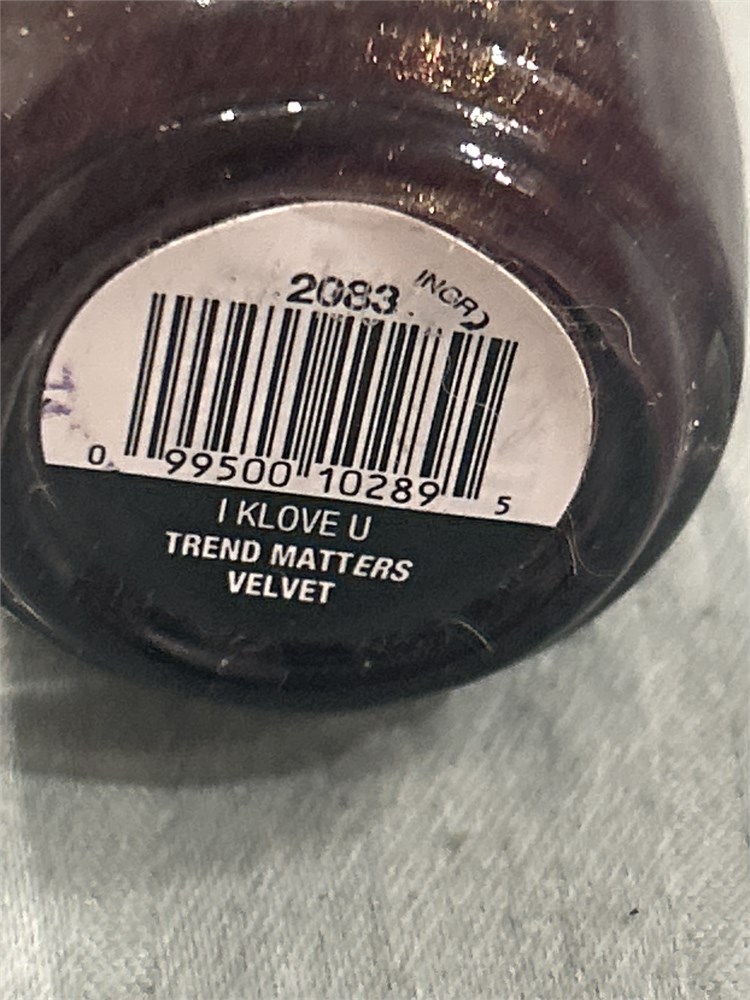 2083
INGR
0 99500 10289 5
I KLOVE U
TREND MATTERS
VELVET